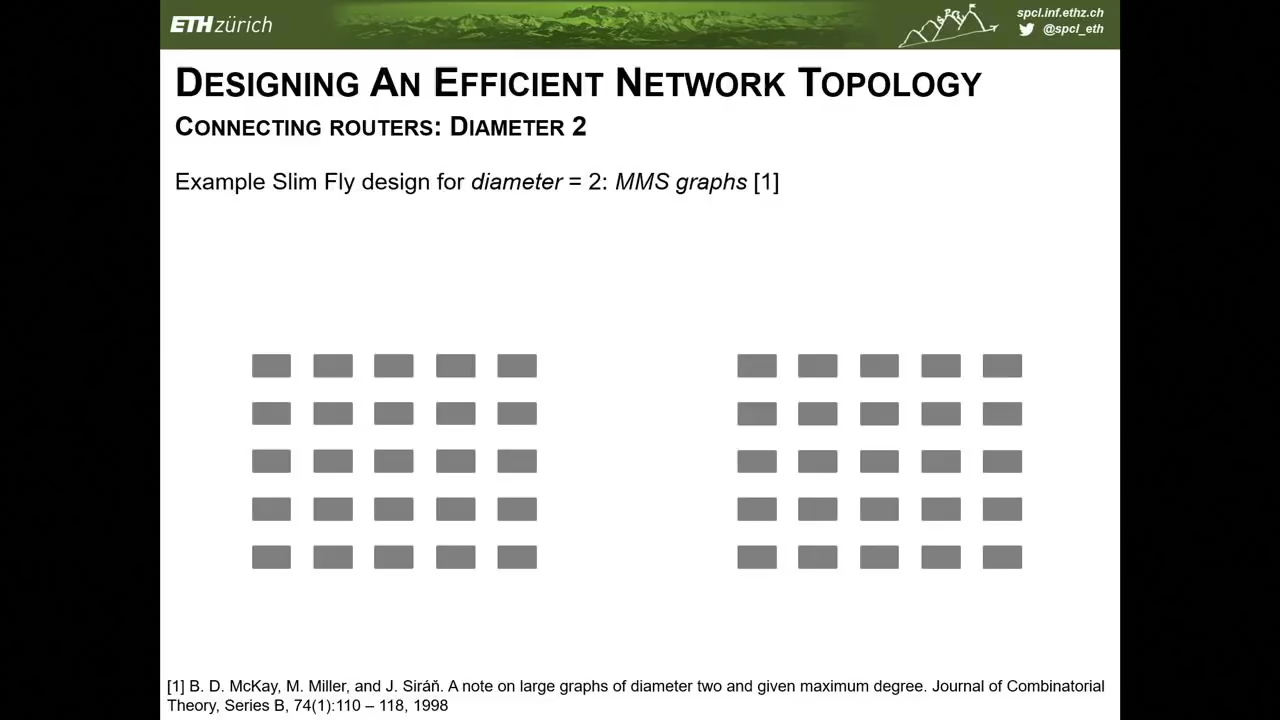 ETH zürich
spcl.inf.ethz.ch
@spcl_eth
SPCL
DESIGNING AN EFFICIENT NETWORK TOPOLOGY
CONNECTING ROUTERS: DIAMETER 2
Example Slim Fly design for diameter = 2: MMS graphs [1]
[1] B. D. McKay, M. Miller, and J. Siráň. A note on large graphs of diameter two and given maximum degree. Journal of Combinatorial
Theory, Series B, 74(1):110 – 118, 1998